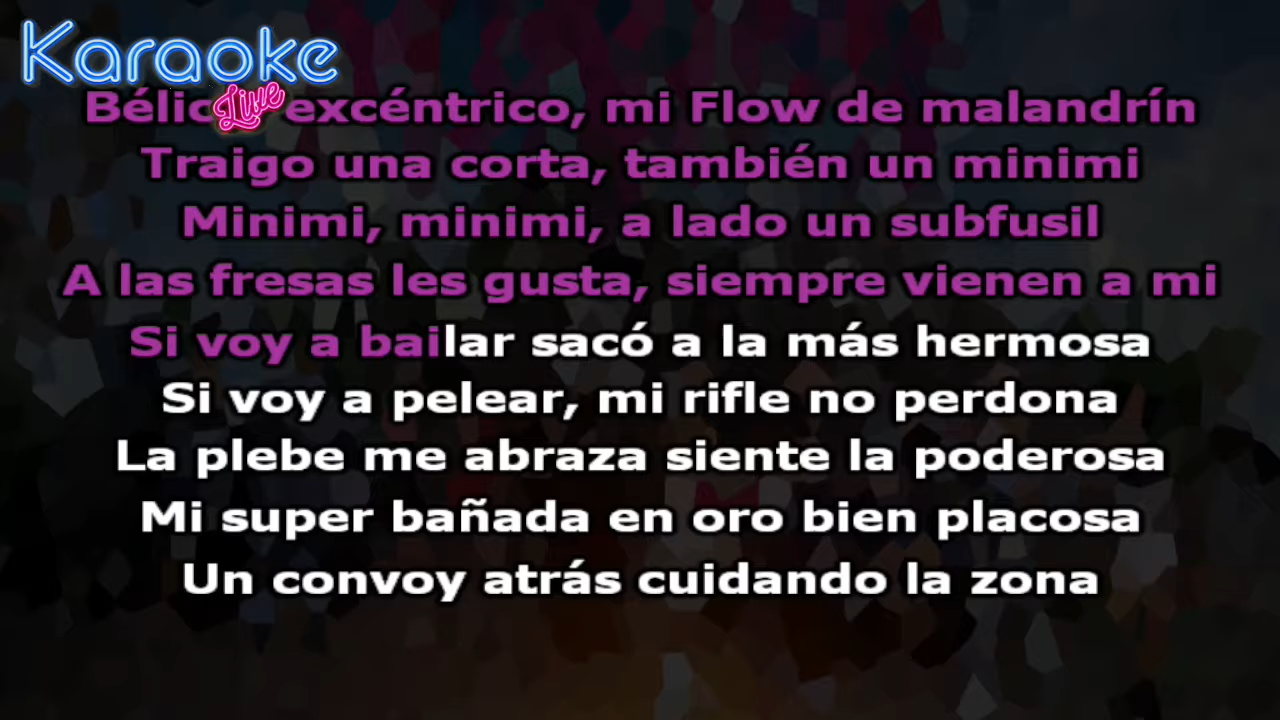 Karaoke
Live
excéntrico, mi Flow de malandrín
Traigo una corta, también un minimi
Minimi, minimi, a lado un subfusil
A las fresas les gusta, siempre vienen a mi
Si voy a bailar sacó a la más hermosa
Si voy a pelear, mi rifle no perdona
La plebe me abraza siente la poderosa
Mi super bañada en oro bien placosa
Un convoy atrás cuidando la zona